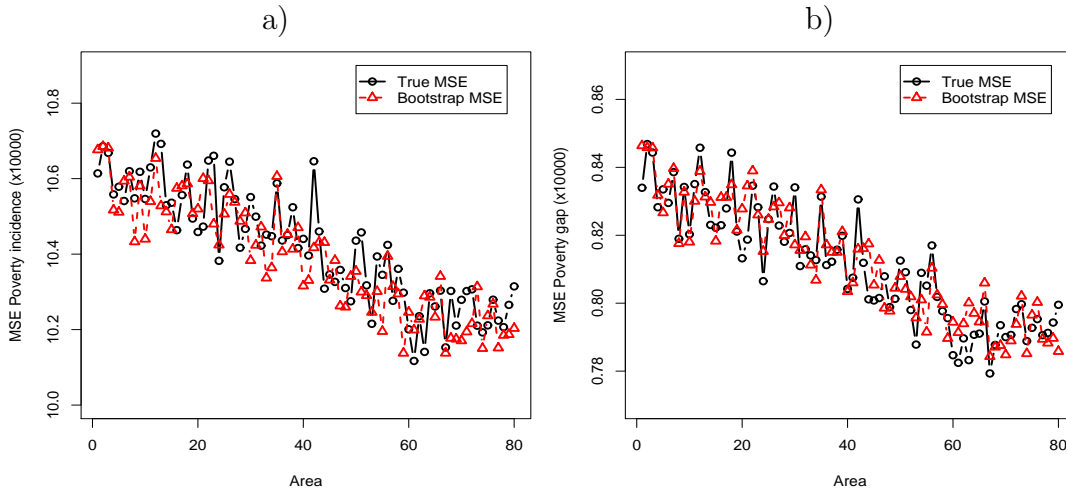 a)
MSE Poverty incidence (x10000)
10.8
10.6
10.4
10.2
10.0
True MSE
Bootstrap MSE
0
20
40
60
80
Area
b)
MSE Poverty gap (x10000)
0.86
0.84
0.82
0.80
0.78
True MSE
Bootstrap MSE
0
20
40
60
80
Area